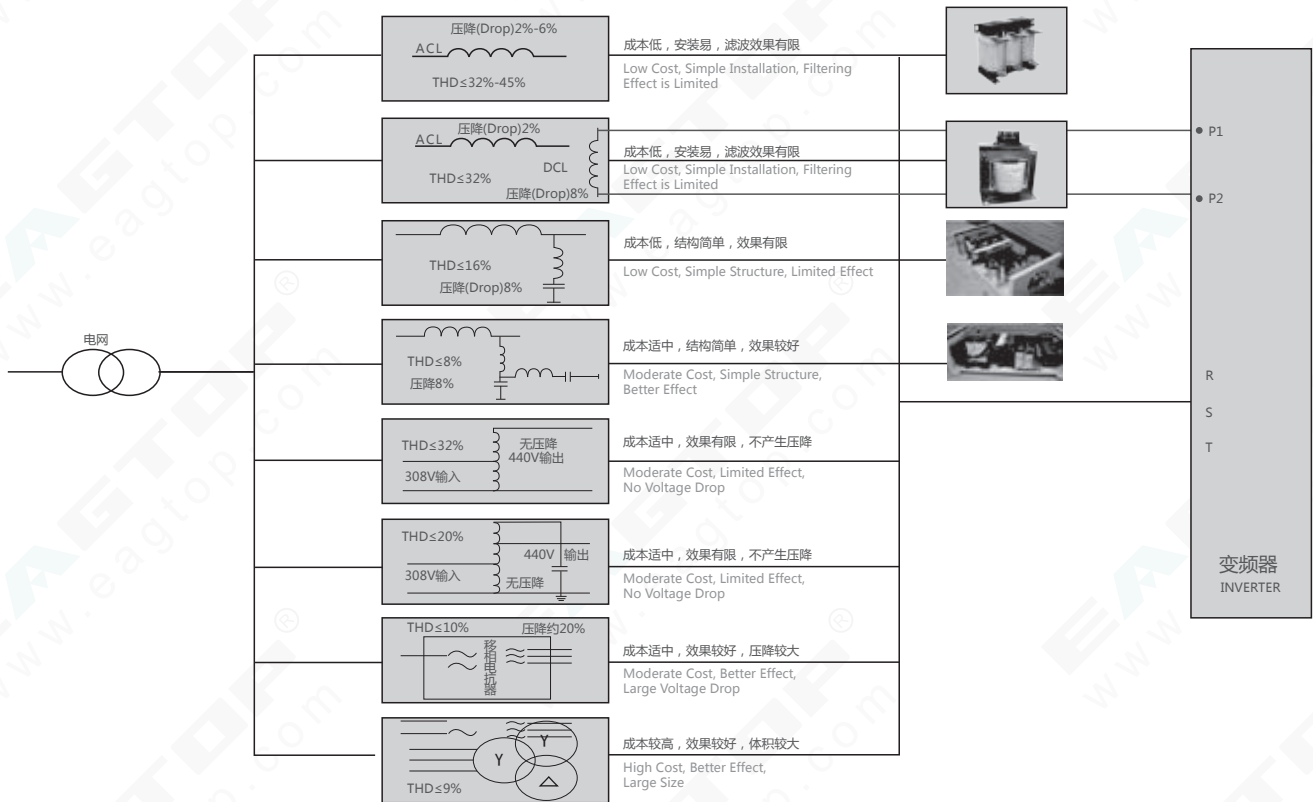 压降(Drop)2%-6%
ACL
THD≤32%-45%
成本低，安装易，滤波效果有限
Low Cost, Simple Installation, Filtering
Effect is Limited
压降(Drop)2%
ACL
DCL
THD≤32%
压降(Drop)8%
成本低，安装易，滤波效果有限
Low Cost, Simple Installation, Filtering
Effect is Limited
P1
P2
THD≤16%
压降(Drop)8%
成本低，结构简单，效果有限
Low Cost, Simple Structure, Limited Effect
电网
THD≤8%
压降8%
成本适中，结构简单，效果较好
Moderate Cost, Simple Structure,
Better Effect
R
S
T
THD≤32%
无压降
440V输出
308V输入
成本适中，效果有限，不产生压降
Moderate Cost, Limited Effect,
No Voltage Drop
THD≤20%
440V 输出
308V输入
无压降
成本适中，效果有限，不产生压降
Moderate Cost, Limited Effect,
No Voltage Drop
变频器
INVERTER
THD≤10%
压降约20%
移相电抗器
成本适中，效果较好，压降较大
Moderate Cost, Better Effect,
Large Voltage Drop
Y
Y
△
THD≤9%
成本较高，效果较好，体积较大
High Cost, Better Effect,
Large Size
EAGTOP®
www.eagtop.com